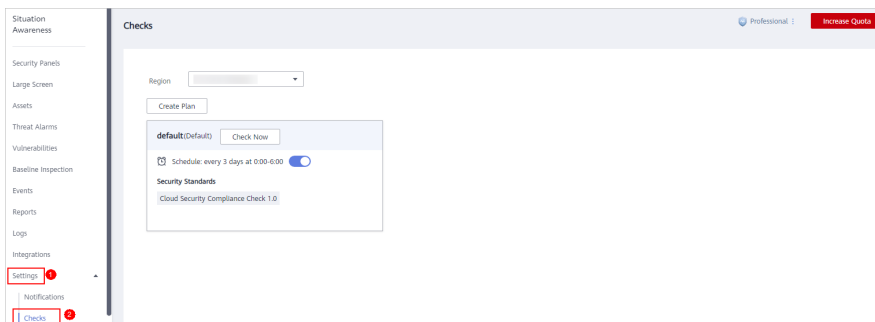 Situation
Awareness
Security Panels
Large Screen
Assets
Threat Alarms
Vulnerabilities
Baseline Inspection
Events
Reports
Logs
Integrations
Settings 1
Notifications
Checks 2
Checks
Professional
Increase Quota
Region
Create Plan
default(Default) Check Now
Schedule: every 3 days at 0:00-6:00
Security Standards
Cloud Security Compliance Check 1.0